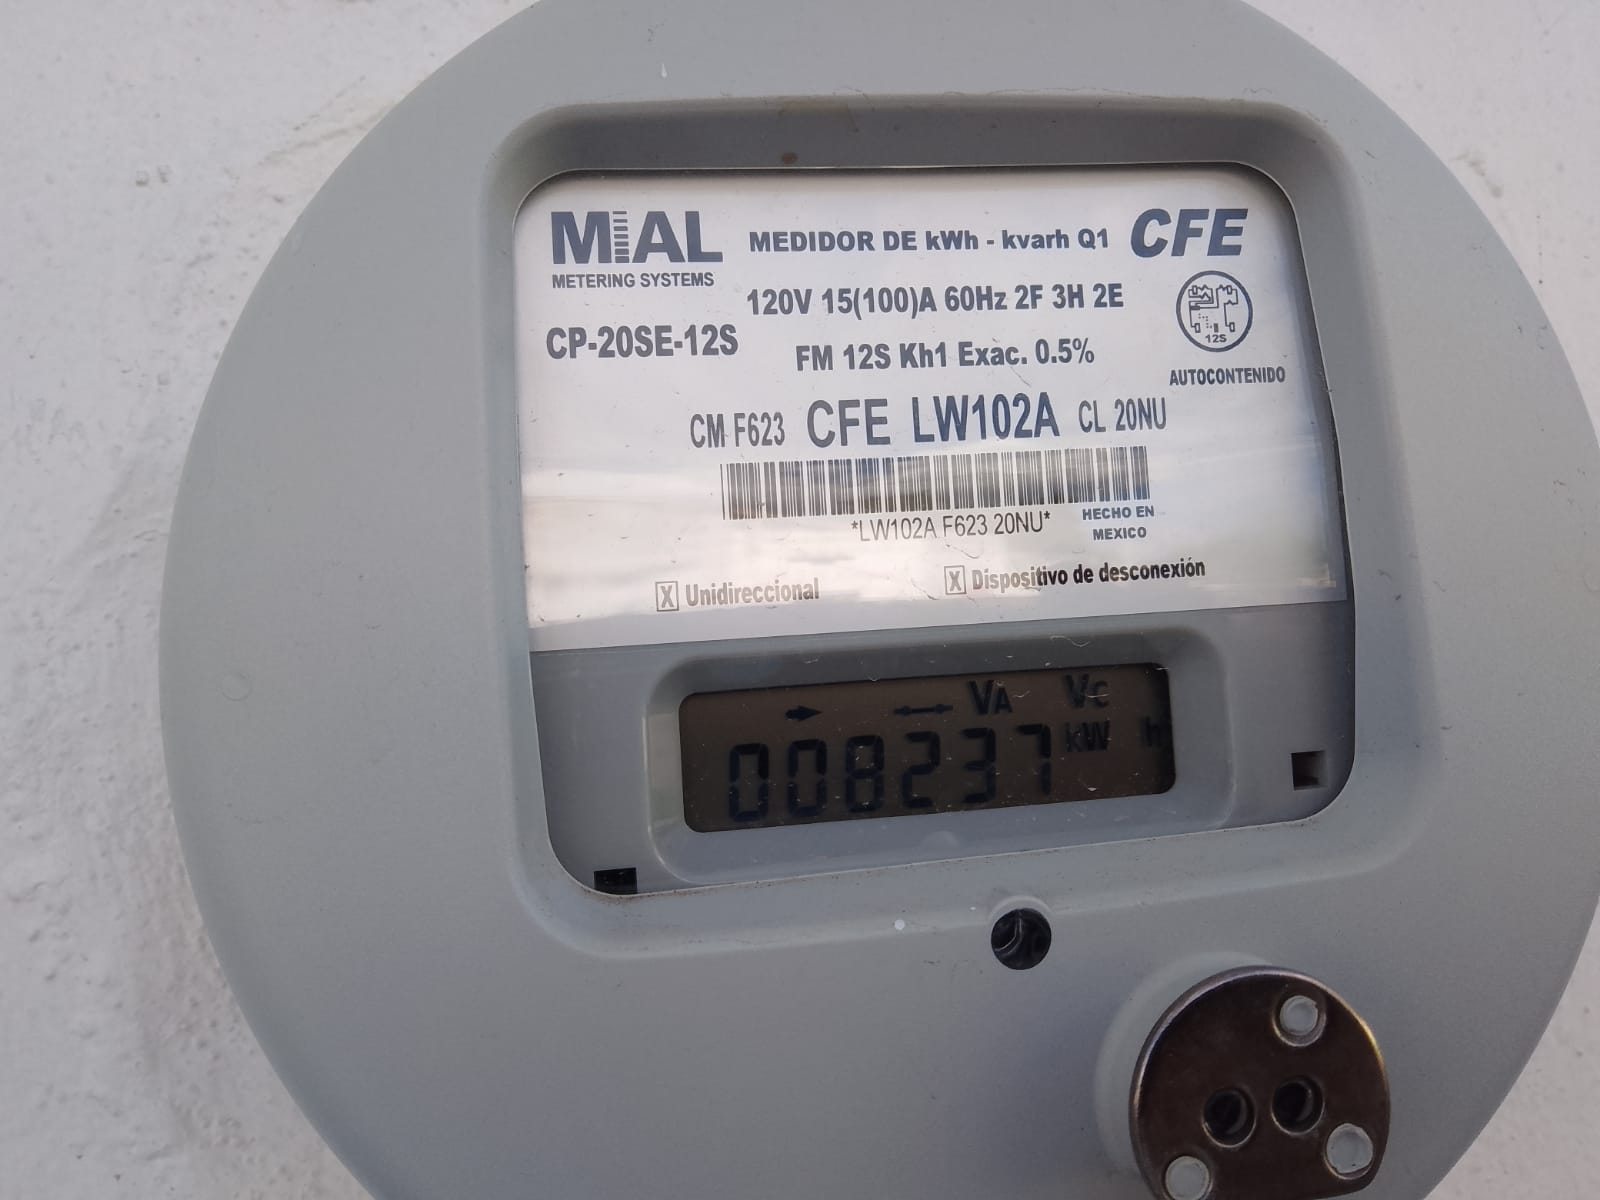 MIAL MEDIDOR DE kWh - kvarh Q1 CFE
METERING SYSTEMS
120V 15(100)A 60Hz 2F 3H 2E
CP-20SE-12S
12S
FM 12S Kh1 Exac. 0.5%
AUTOCONTENIDO
CM F623 CFE LW102A CL 20NU
*LW102A F623 20NU*
HECHO EN
MEXICO
X Unidireccional X Dispositivo de desconexión
VA VC
008237 kW h